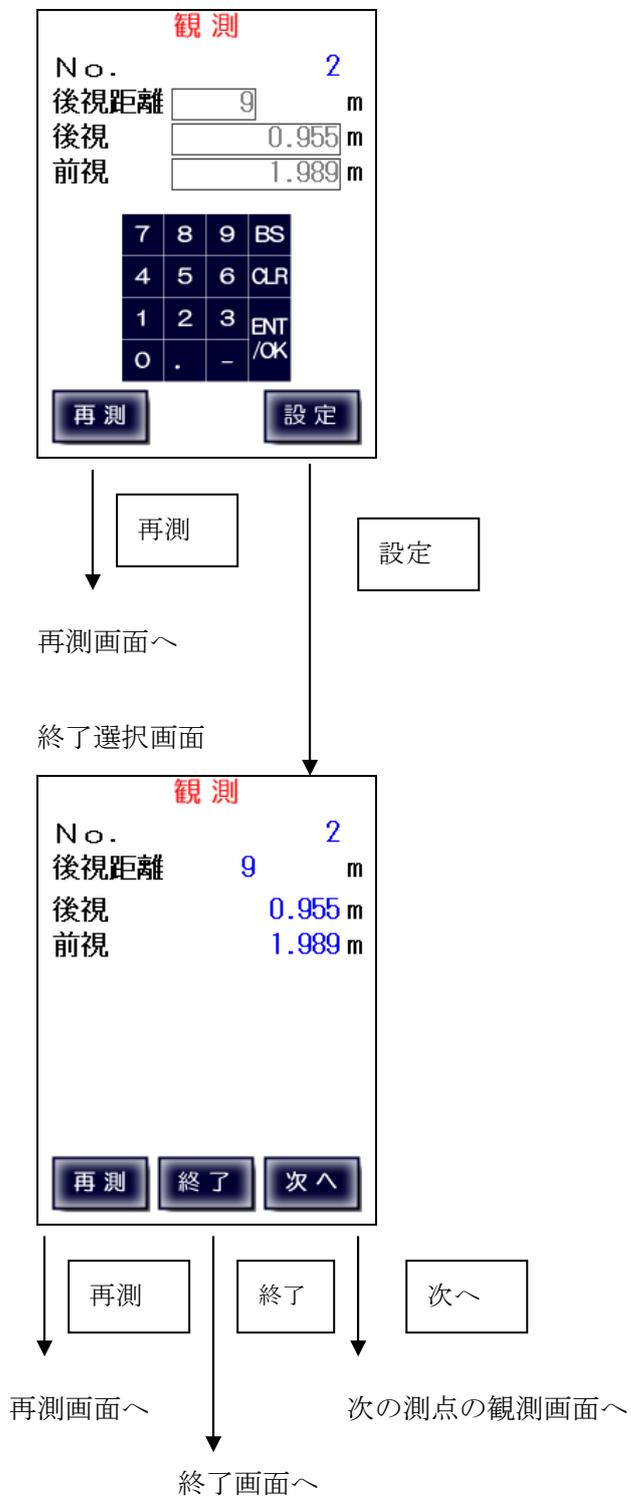 観 測
No. 2
後視距離 9 m
後視 0.955 m
前視 1.989 m
7 8 9 BS
4 5 6 CLR
1 2 3 ENT/OK
0 . -
再 測 設 定
再測
設定
再測画面へ
終了選択画面
観 測
No. 2
後視距離 9 m
後視 0.955 m
前視 1.989 m
再 測 終 了 次 へ
再測 終了 次へ
再測画面へ 次の測点の観測画面へ
終了画面へ